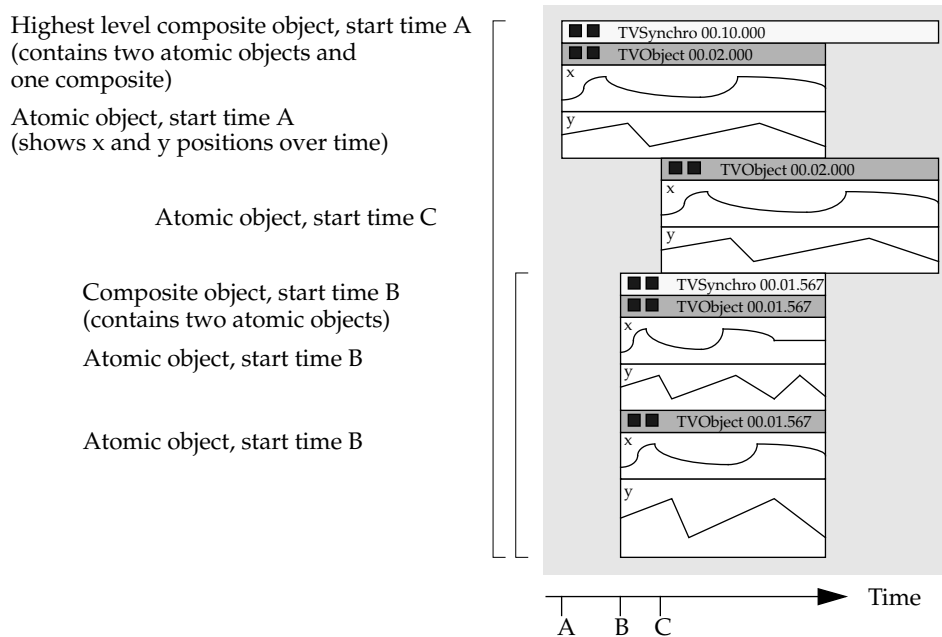 Highest level composite object, start time A
(contains two atomic objects and
one composite)
Atomic object, start time A
(shows x and y positions over time)
Atomic object, start time C
Composite object, start time B
(contains two atomic objects)
Atomic object, start time B
Atomic object, start time B
TVSynchro 00.10.000
TVObject 00.02.000
x
y
TVObject 00.02.000
x
y
TVSynchro 00.01.567
TVObject 00.01.567
x
y
TVObject 00.01.567
x
y
Time
A B C